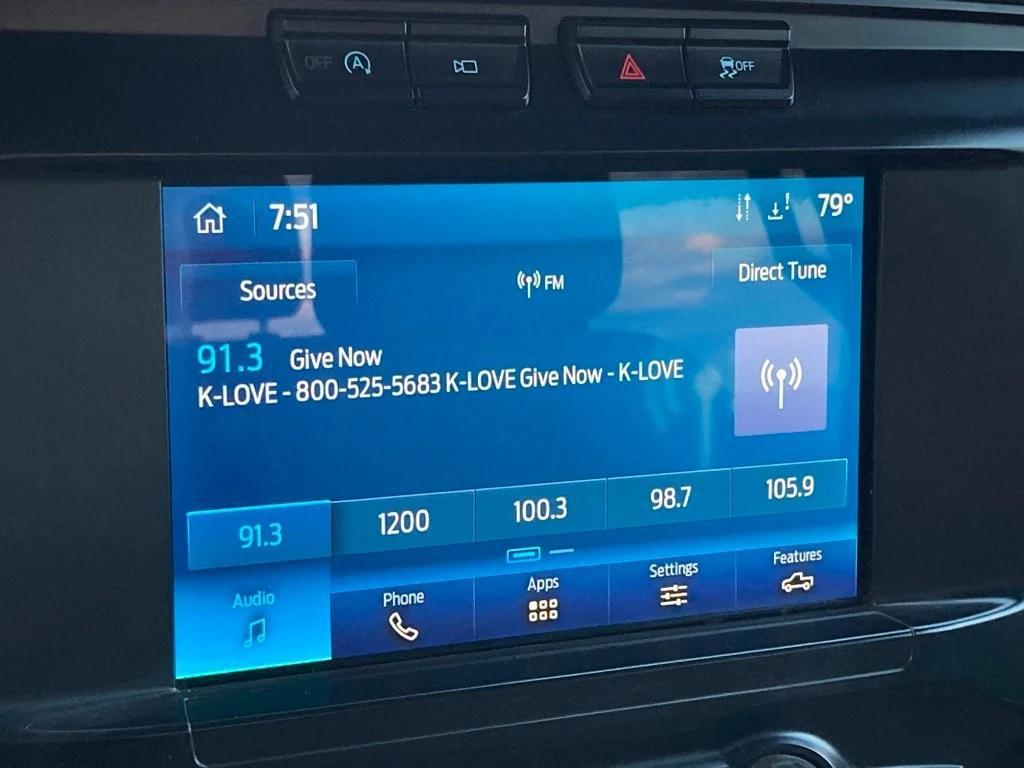 OFF A
OFF
7:51
79°
Sources
FM
Direct Tune
91.3 Give Now
K-LOVE - 800-525-5683 K-LOVE Give Now - K-LOVE
91.3
1200
100.3
98.7
105.9
Audio
Phone
Apps
Settings
Features